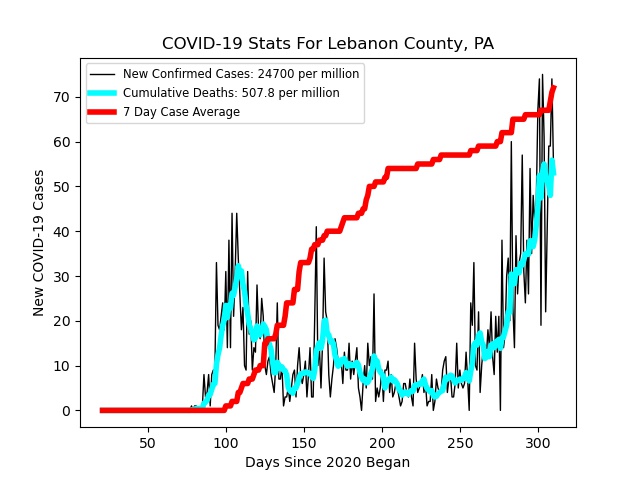 COVID-19 Stats For Lebanon County, PA
New Confirmed Cases: 24700 per million
Cumulative Deaths: 507.8 per million
7 Day Case Average
New COVID-19 Cases
70
60
50
40
30
20
10
0
50 100 150 200 250 300
Days Since 2020 Began